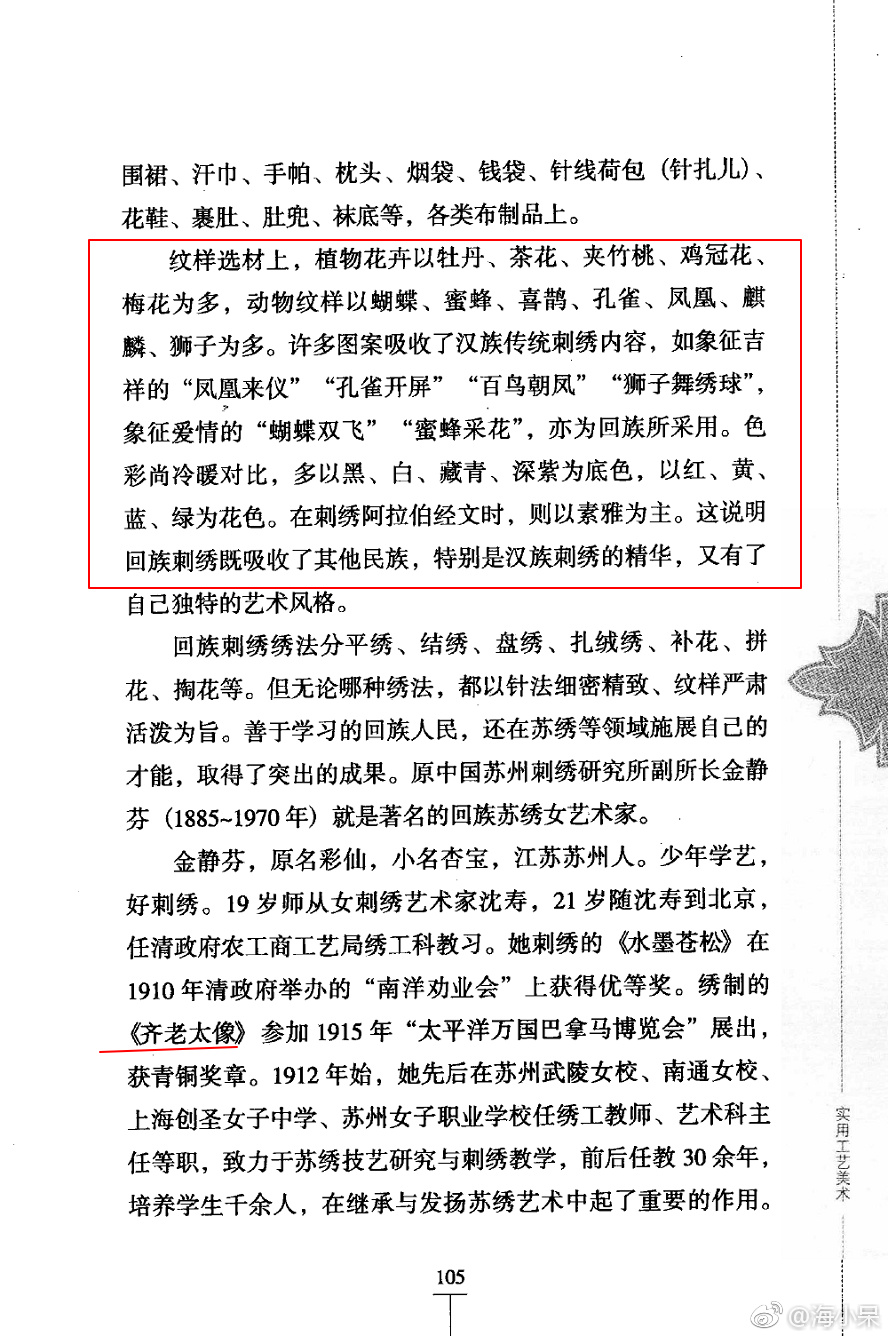 围裙、汗巾、手帕、枕头、烟袋、钱袋、针线荷包（针扎儿）、
花鞋、裹肚、肚兜、袜底等，各类布制品上。
纹样选材上，植物花卉以牡丹、茶花、夹竹桃、鸡冠花、
梅花为多，动物纹样以蝴蝶、蜜蜂、喜鹊、孔雀、凤凰、麒
麟、狮子为多。许多图案吸收了汉族传统刺绣内容，如象征吉
祥的“凤凰来仪”“孔雀开屏”“百鸟朝凤”“狮子舞绣球”，
象征爱情的“蝴蝶双飞”“蜜蜂采花”，亦为回族所采用。色
彩尚冷暖对比，多以黑、白、藏青、深紫为底色，以红、黄、
蓝、绿为花色。在刺绣阿拉伯经文时，则以素雅为主。这说明
回族刺绣既吸收了其他民族，特别是汉族刺绣的精华，又有了
自己独特的艺术风格。
回族刺绣绣法分平绣、结绣、盘绣、扎绒绣、补花、拼
花、掏花等。但无论哪种绣法，都以针法细密精致、纹样严肃
活泼为旨。善于学习的回族人民，还在苏绣等领域施展自己的
才能，取得了突出的成果。原中国苏州刺绣研究所副所长金静
芬（1885~1970年）就是著名的回族苏绣女艺术家。
金静芬，原名彩仙，小名杏宝，江苏苏州人。少年学艺，
好刺绣。19岁师从女刺绣艺术家沈寿，21岁随沈寿到北京，
任清政府农工商工艺局绣工科教习。她刺绣的《水墨苍松》在
1910年清政府举办的“南洋劝业会”上获得优等奖。绣制的
《齐老太像》参加1915年“太平洋万国巴拿马博览会”展出，
获青铜奖章。1912年始，她先后在苏州武陵女校、南通女校、
上海创圣女子中学、苏州女子职业学校任绣工教师、艺术科主
任等职，致力于苏绣技艺研究与刺绣教学，前后任教30余年，
培养学生千余人，在继承与发扬苏绣艺术中起了重要的作用。
实用工艺美术
105
@海小呆